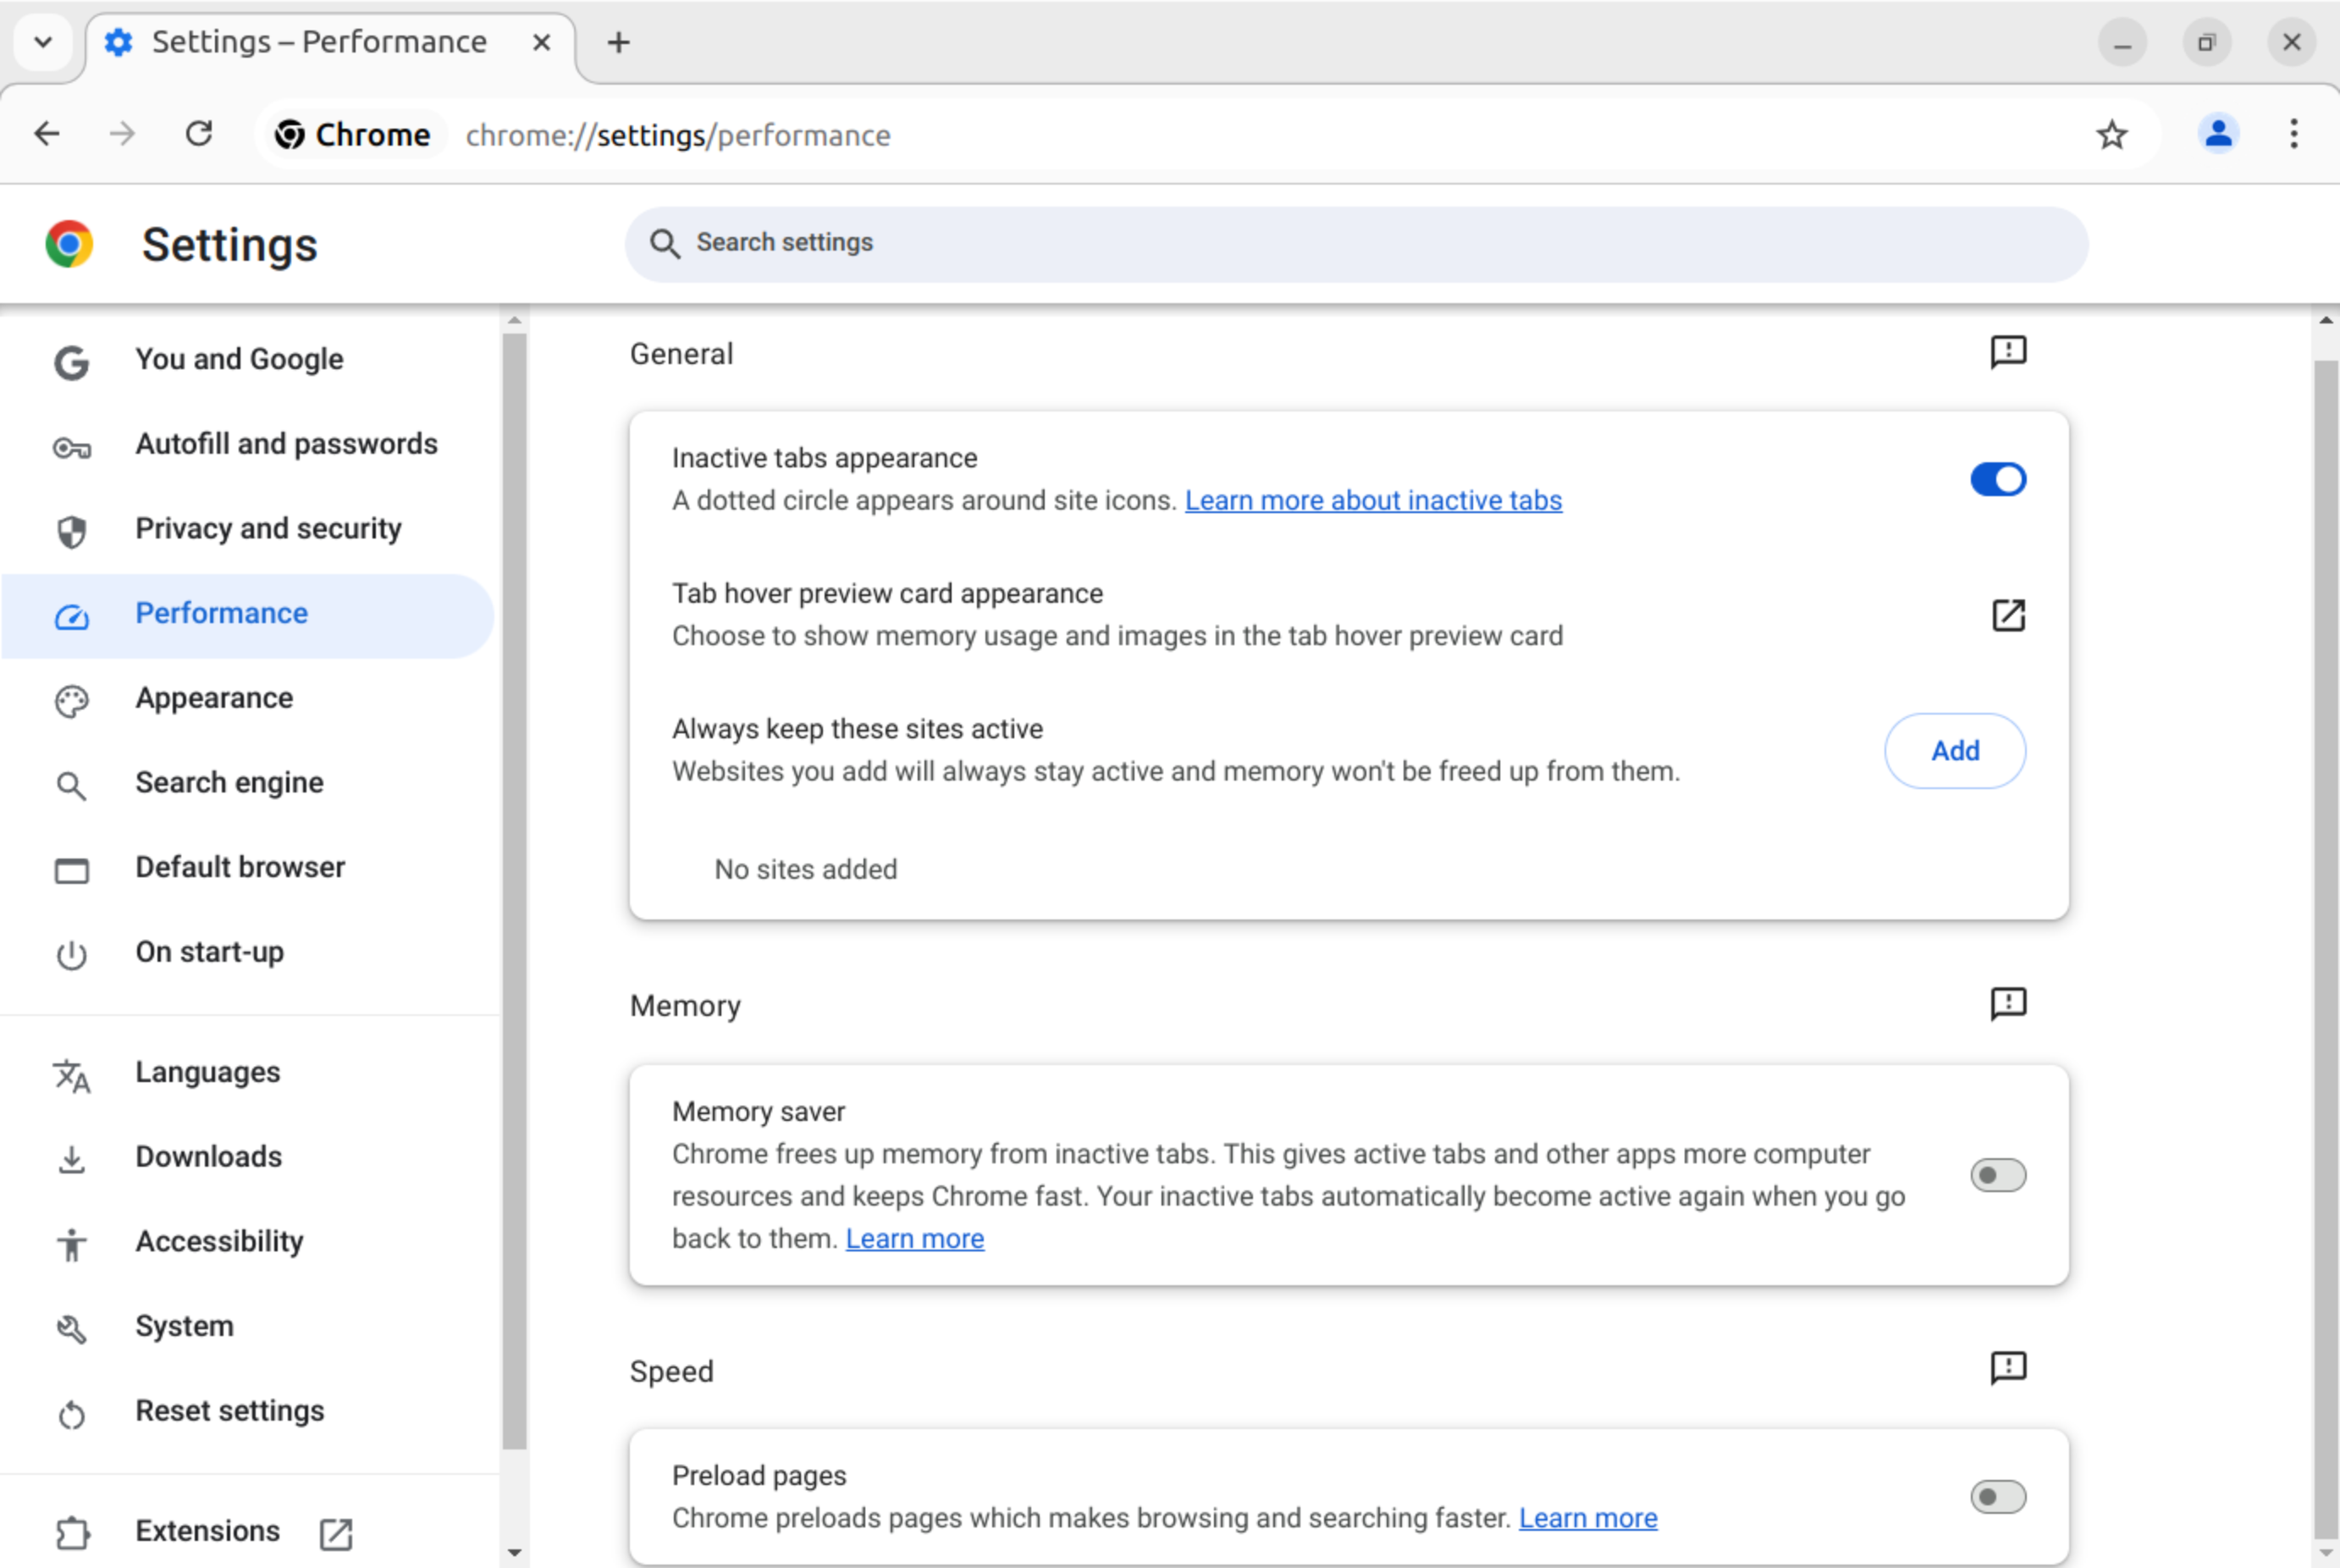 Settings – Performance
Chrome chrome://settings/performance
Settings
Search settings
You and Google
Autofill and passwords
Privacy and security
Performance
Appearance
Search engine
Default browser
On start-up
Languages
Downloads
Accessibility
System
Reset settings
Extensions
General
Inactive tabs appearance
A dotted circle appears around site icons. Learn more about inactive tabs
Tab hover preview card appearance
Choose to show memory usage and images in the tab hover preview card
Always keep these sites active
Websites you add will always stay active and memory won't be freed up from them.
Add
No sites added
Memory
Memory saver
Chrome frees up memory from inactive tabs. This gives active tabs and other apps more computer
resources and keeps Chrome fast. Your inactive tabs automatically become active again when you go
back to them. Learn more
Speed
Preload pages
Chrome preloads pages which makes browsing and searching faster. Learn more